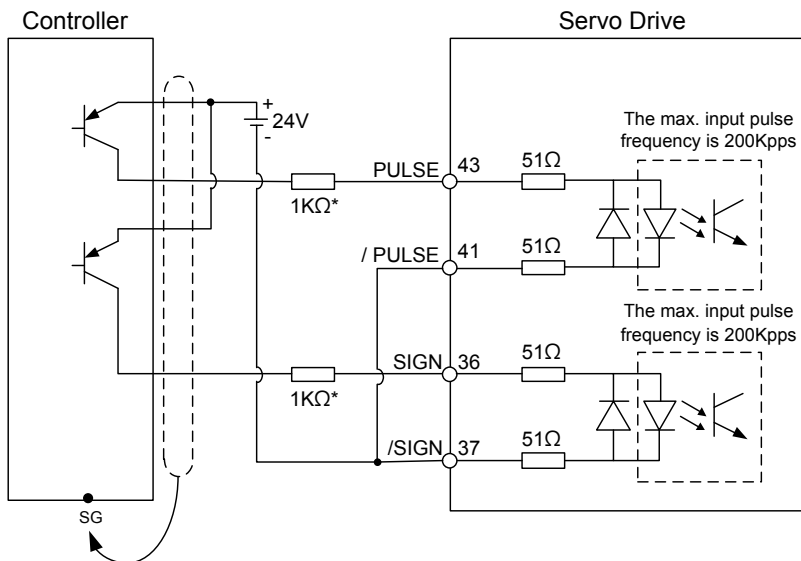 Controller
Servo Drive
+
24V
-
The max. input pulse
frequency is 200Kpps
PULSE
43
51Ω
1KΩ*
/ PULSE
41
51Ω
The max. input pulse
frequency is 200Kpps
SIGN
36
51Ω
1KΩ*
/SIGN
37
51Ω
SG